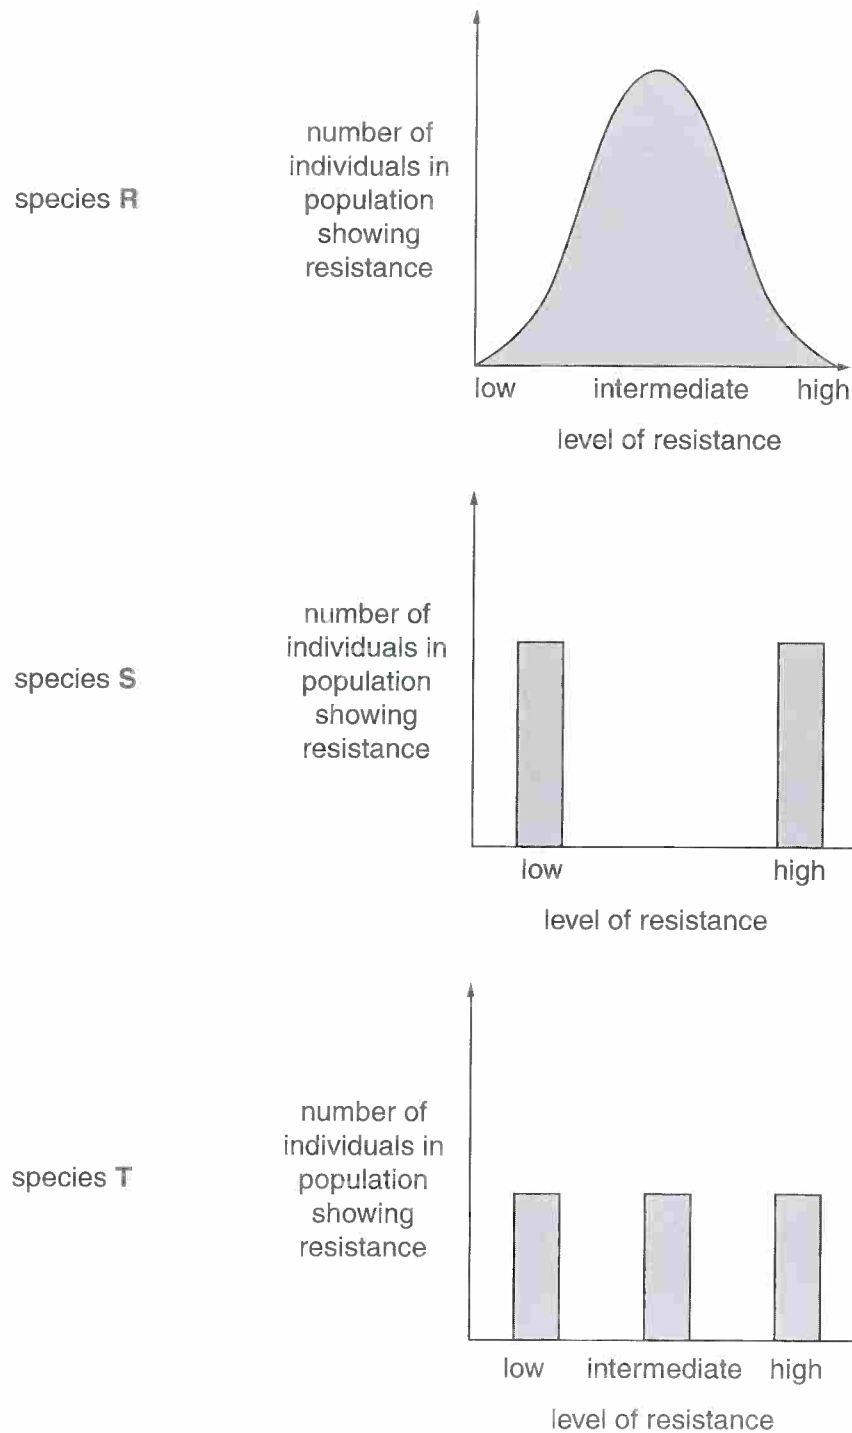 number of
individuals in
population
showing
resistance
species R
low intermediate high
level of resistance
number of
individuals in
population
showing
resistance
species S
low high
level of resistance
number of
individuals in
population
showing
resistance
species T
low intermediate high
level of resistance